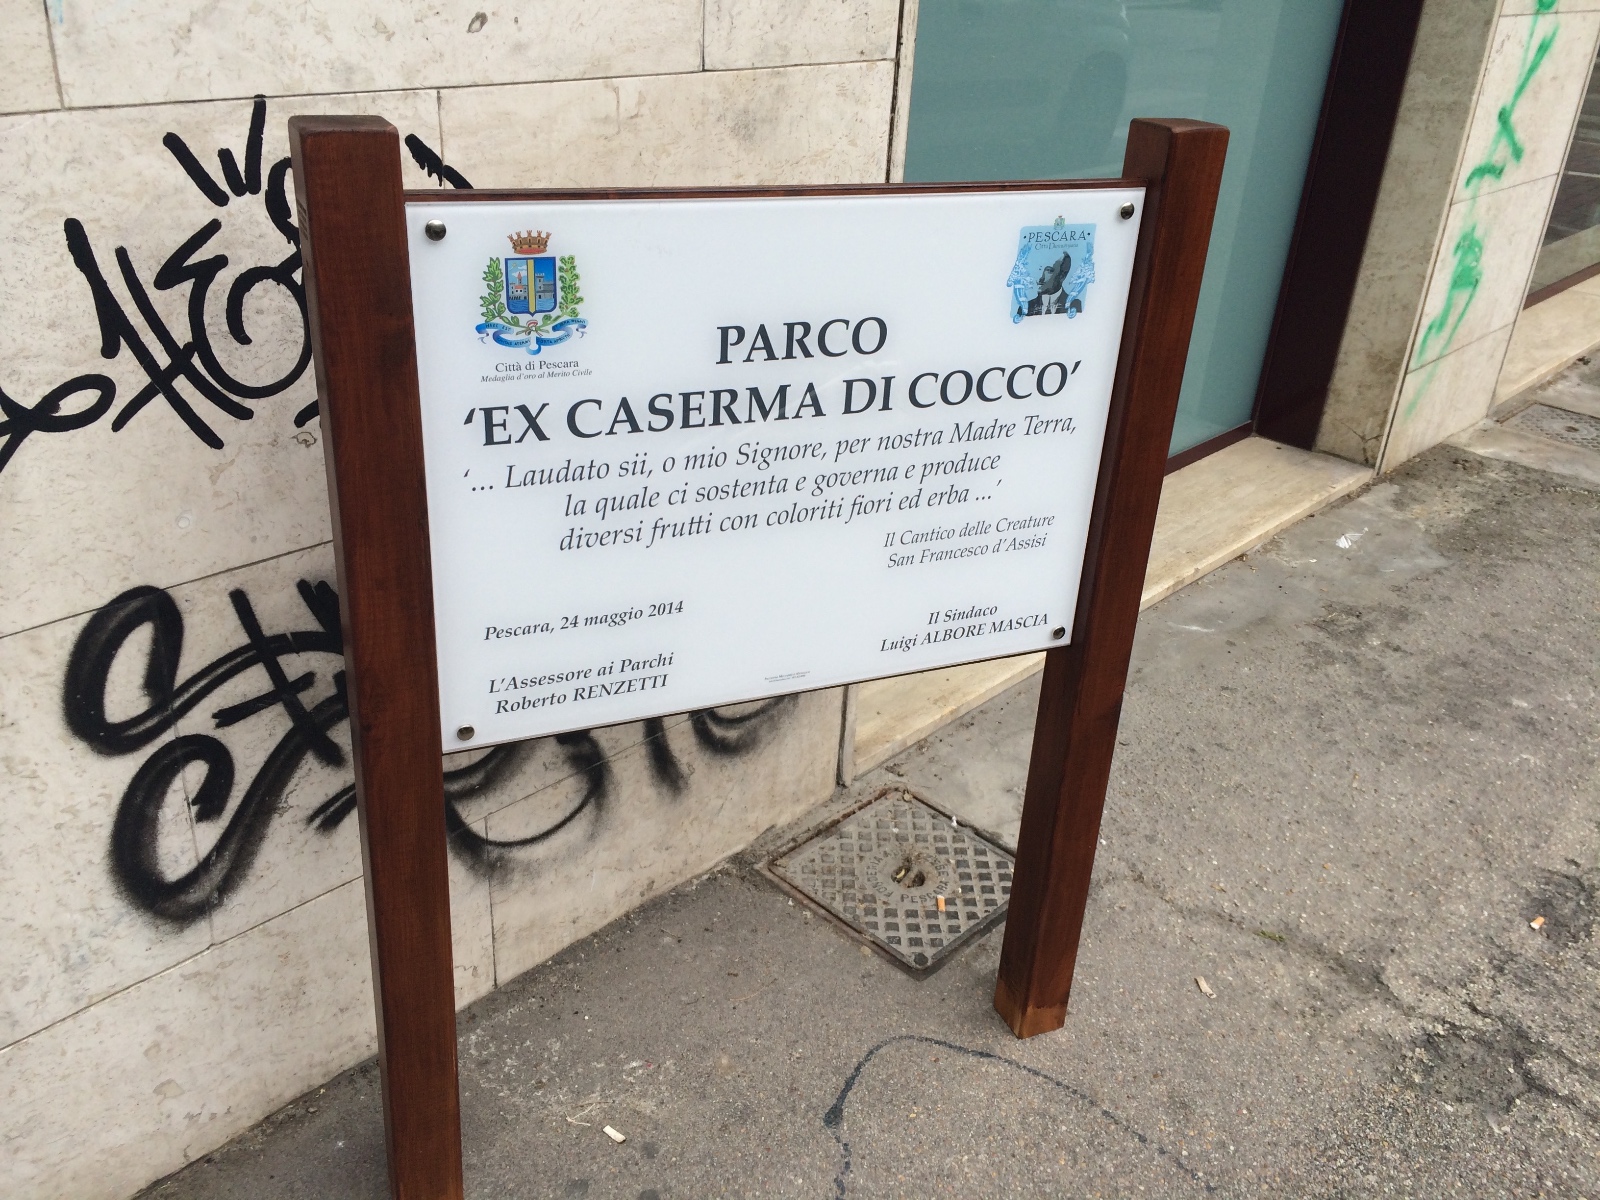 PESCARA
Città di Pescara
Medaglia d'oro al Merito Civile
PARCO
'EX CASERMA DI COCCO'
'... Laudato sii, o mio Signore, per nostra Madre Terra,
la quale ci sostenta e governa e produce
diversi frutti con coloriti fiori ed erba ...'
Il Cantico delle Creature
San Francesco d'Assisi
Pescara, 24 maggio 2014
Il Sindaco
Luigi ALBORE MASCIA
L'Assessore ai Parchi
Roberto RENZETTI